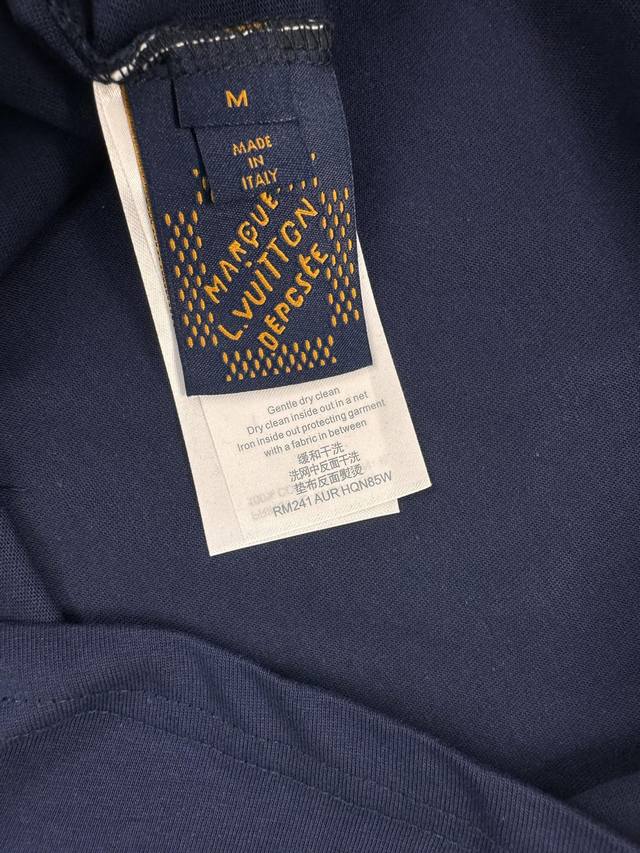 M
MADE
IN
ITALY
MARQUE
L.VUITTON
DEPOSÉE
Gentle dry clean
Dry clean inside out in a net
Iron inside out protecting garment
with a fabric in between
缓和干洗
洗网中反面干洗
垫布反面熨烫
RM241 AUR HQN85W